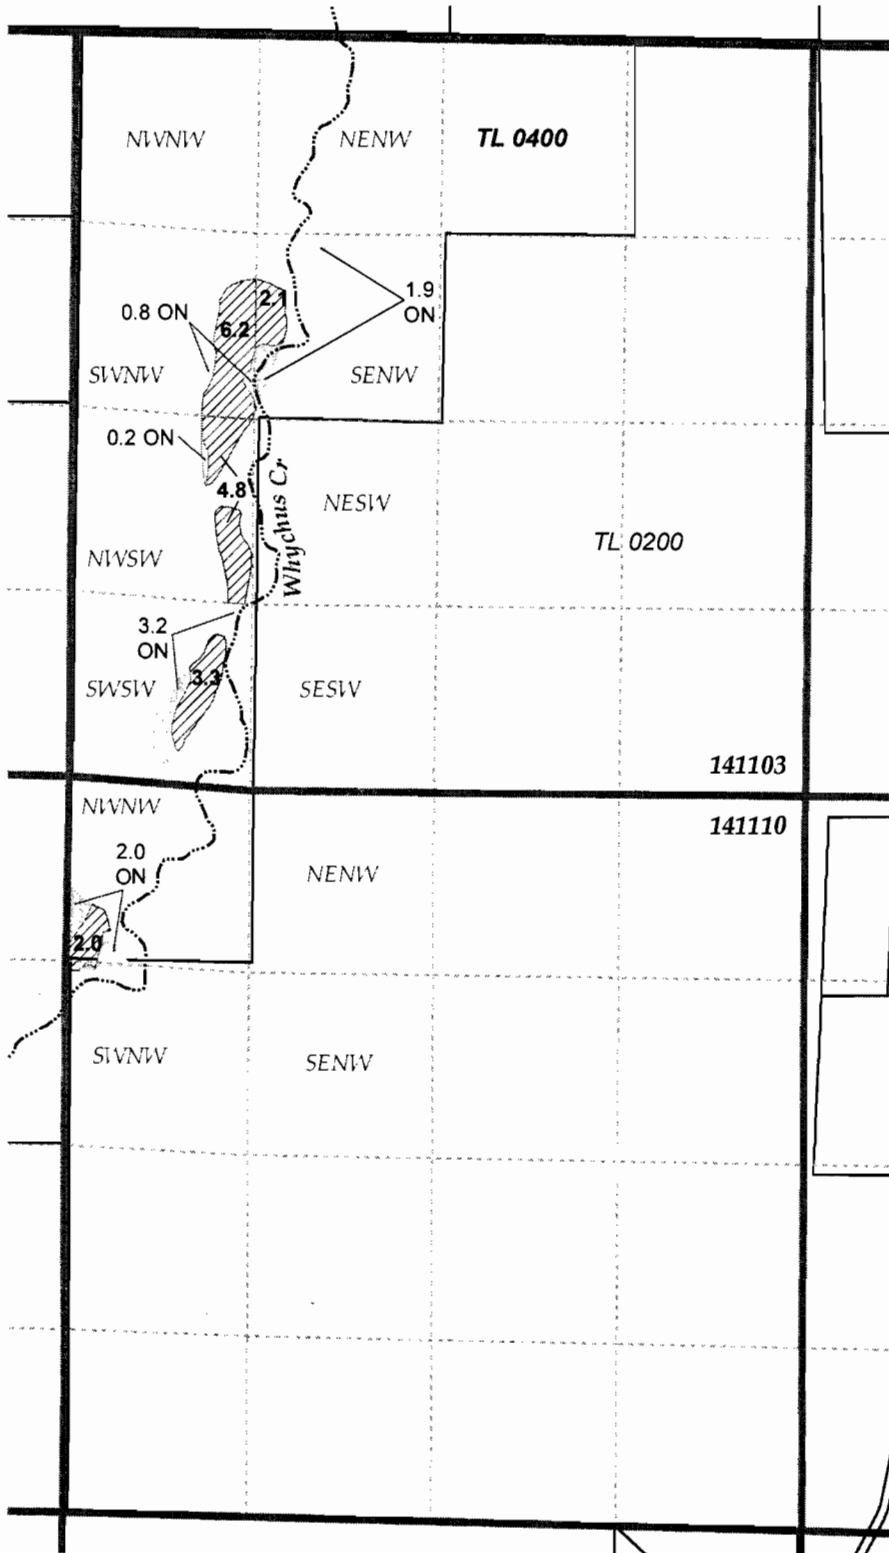 NWNW
NENW
TL 0400
2.1
1.9
ON
0.8 ON
6.2
SWNW
SENW
0.2 ON
4.8
NESW
Whychus Cr
TL 0200
NWSW
3.2
ON
3.3
SWSW
SESW
141103
NWNW
141110
2.0
ON
NENW
2.0
SWNW
SENW